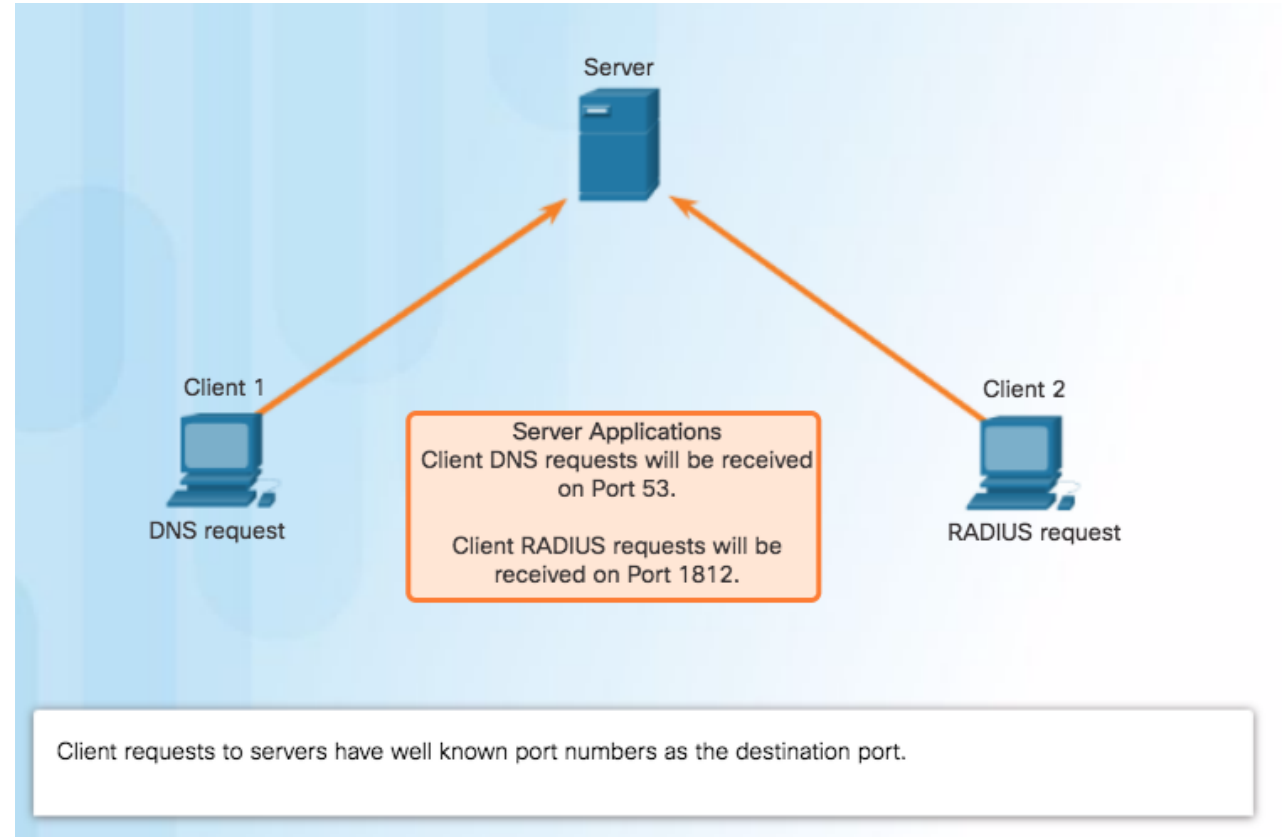 Server
Client 1
Client 2
Server Applications
Client DNS requests will be received
on Port 53.
Client RADIUS requests will be
received on Port 1812.
DNS request
RADIUS request
Client requests to servers have well known port numbers as the destination port.